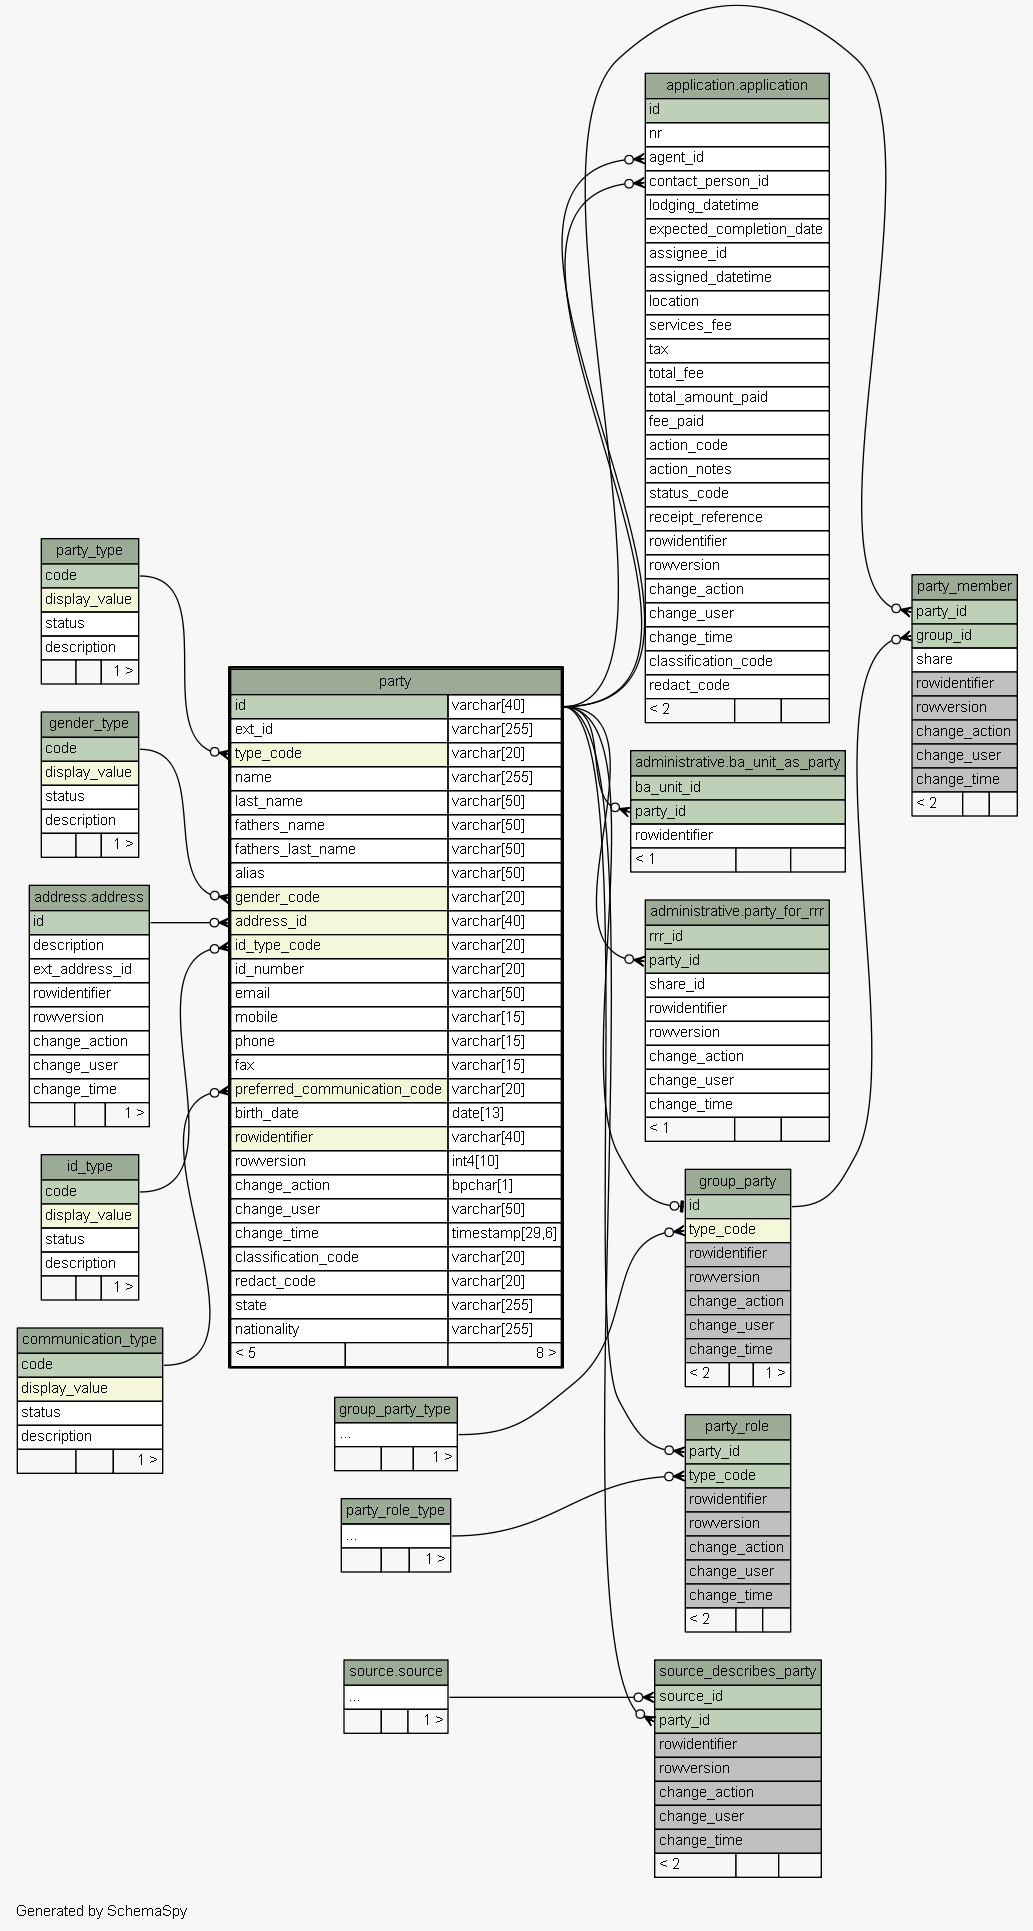 application.application
id
nr
agent_id
contact_person_id
lodging_datetime
expected_completion_date
assignee_id
assigned_datetime
location
services_fee
tax
total_fee
total_amount_paid
fee_paid
action_code
action_notes
status_code
receipt_reference
rowidentifier
rowversion
change_action
change_user
change_time
classification_code
redact_code
< 2
party_type
code
display_value
status
description
1 >
party_member
party_id
group_id
share
rowidentifier
rowversion
change_action
change_user
change_time
< 2
gender_type
code
display_value
status
description
1 >
address.address
id
description
ext_address_id
rowidentifier
rowversion
change_action
change_user
change_time
1 >
id_type
code
display_value
status
description
1 >
communication_type
code
display_value
status
description
1 >
party
id varchar[40]
ext_id varchar[255]
type_code varchar[20]
name varchar[255]
last_name varchar[50]
fathers_name varchar[50]
fathers_last_name varchar[50]
alias varchar[50]
gender_code varchar[20]
address_id varchar[40]
id_type_code varchar[20]
id_number varchar[20]
email varchar[50]
mobile varchar[15]
phone varchar[15]
fax varchar[15]
preferred_communication_code varchar[20]
birth_date date[13]
rowidentifier varchar[40]
rowversion int4[10]
change_action bpchar[1]
change_user varchar[50]
change_time timestamp[29,6]
classification_code varchar[20]
redact_code varchar[20]
state varchar[255]
nationality varchar[255]
< 5 8 >
administrative.ba_unit_as_party
ba_unit_id
party_id
rowidentifier
< 1
administrative.party_for_rrr
rrr_id
party_id
share_id
rowidentifier
rowversion
change_action
change_user
change_time
< 1
group_party
id
type_code
rowidentifier
rowversion
change_action
change_user
change_time
< 2 1 >
group_party_type
...
1 >
party_role
party_id
type_code
rowidentifier
rowversion
change_action
change_user
change_time
< 2
party_role_type
...
1 >
source.source
...
1 >
source_describes_party
source_id
party_id
rowidentifier
rowversion
change_action
change_user
change_time
< 2
Generated by SchemaSpy